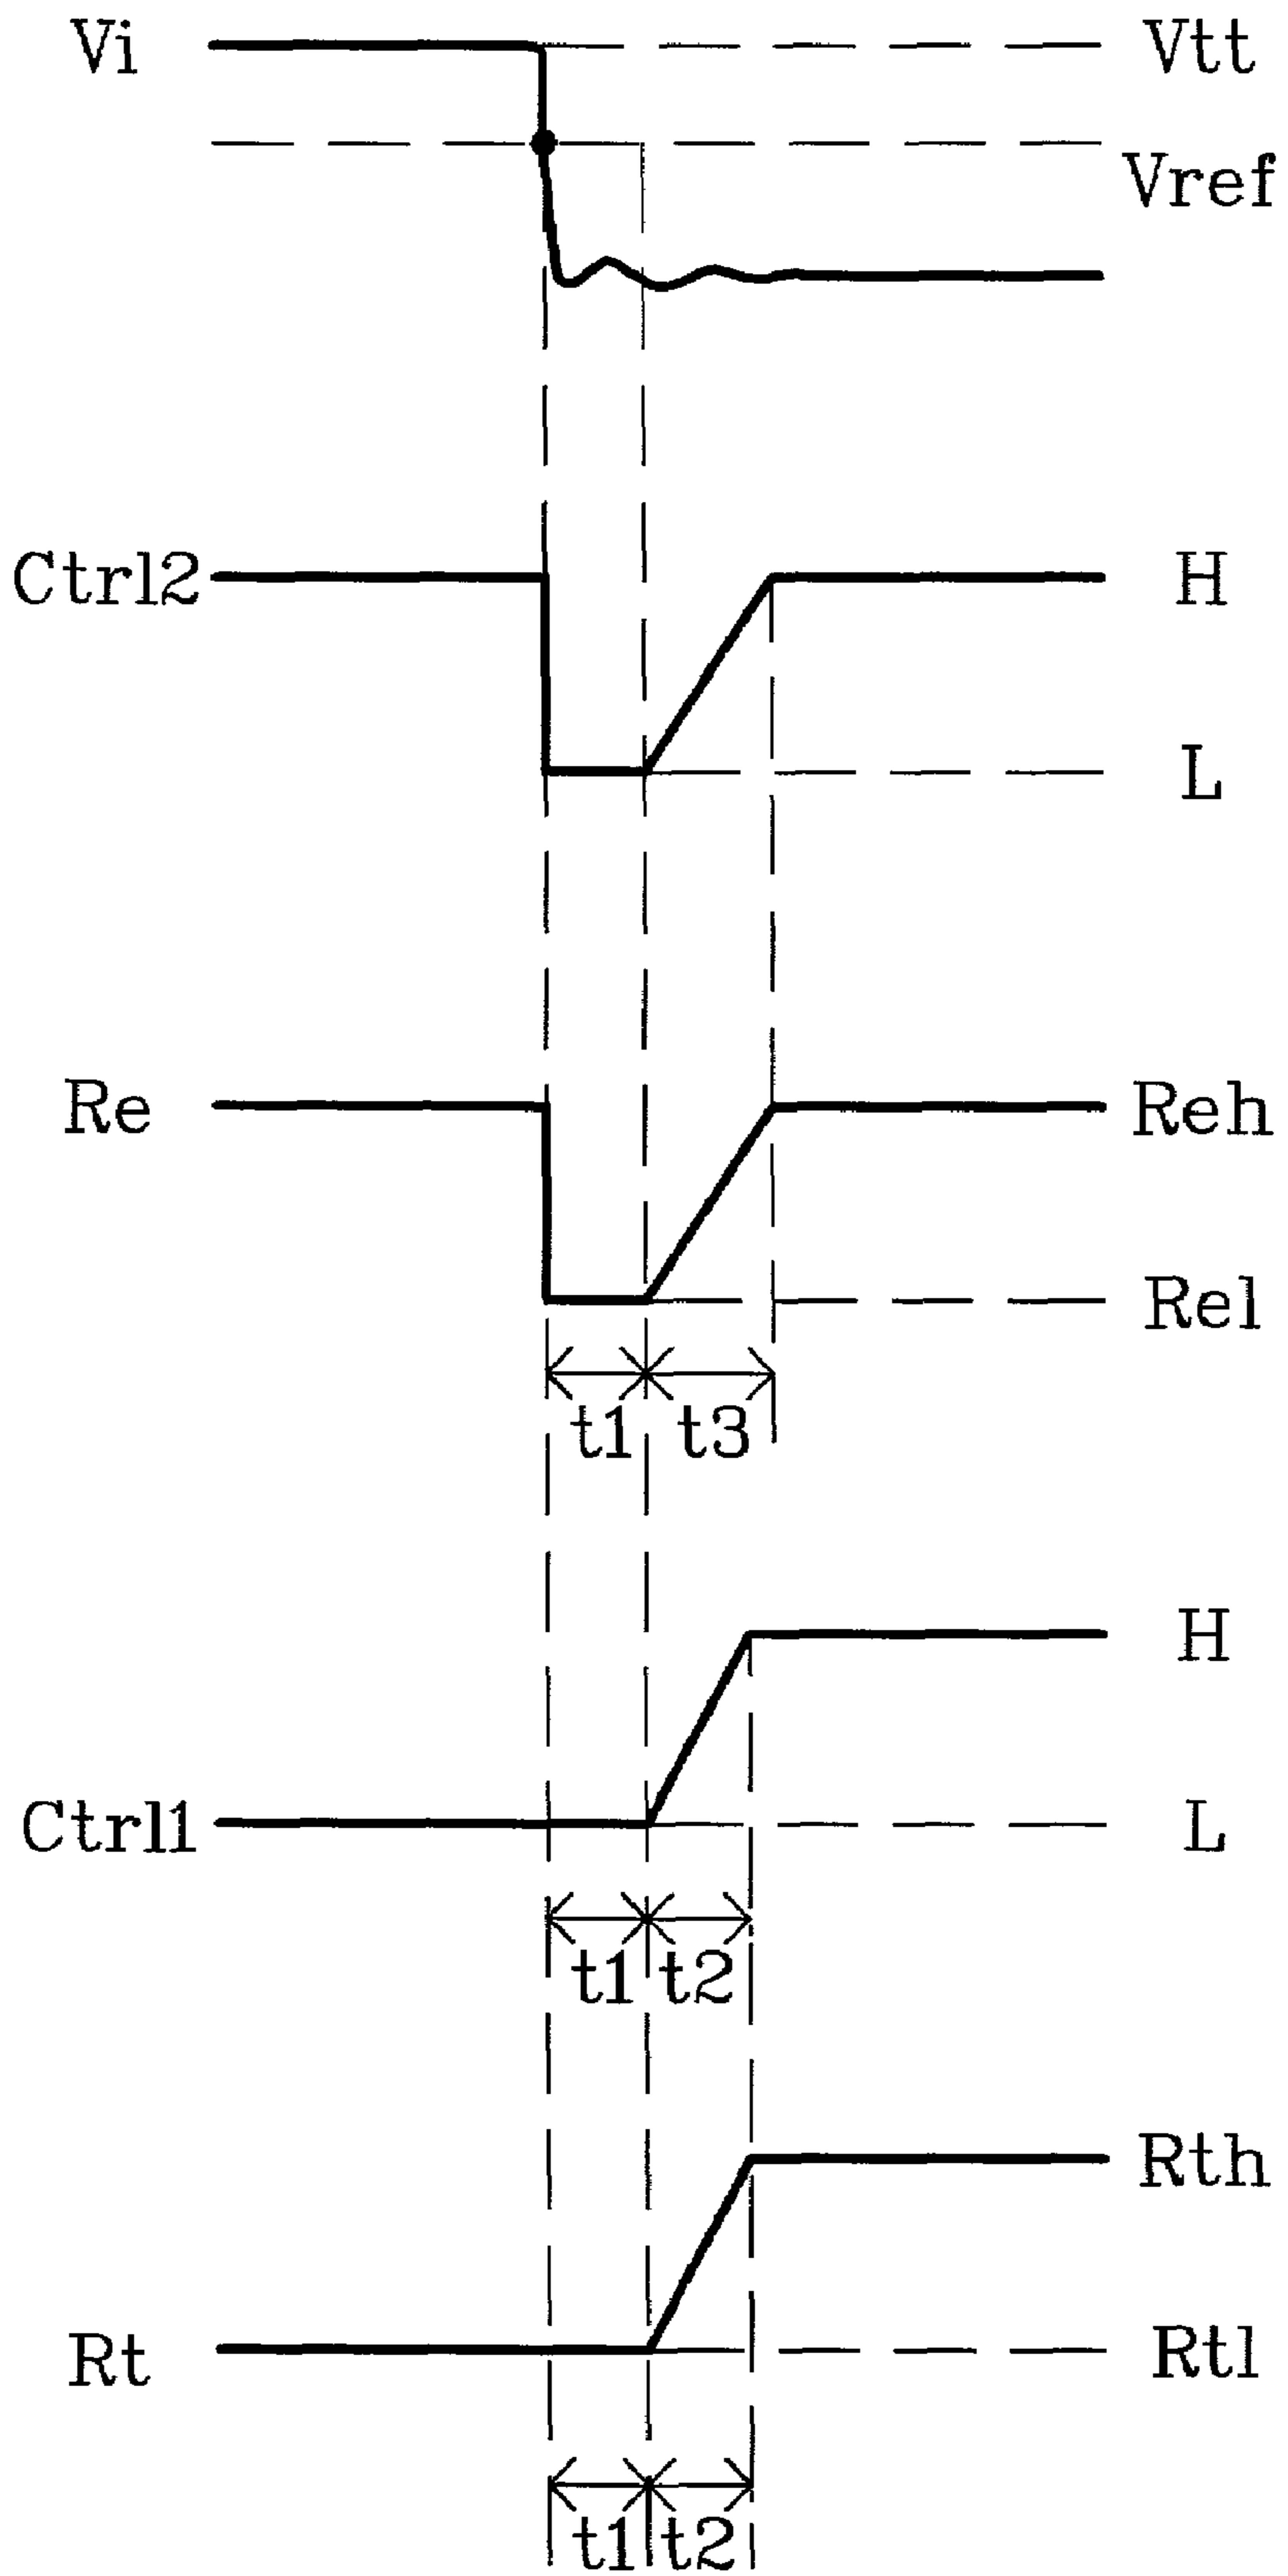 Vi Vtt
Vref
Ctrl2 H
L
Re Reh
Rel
t1 t3
H
Ctrl1 L
t1 t2
Rth
Rt Rtl
t1 t2